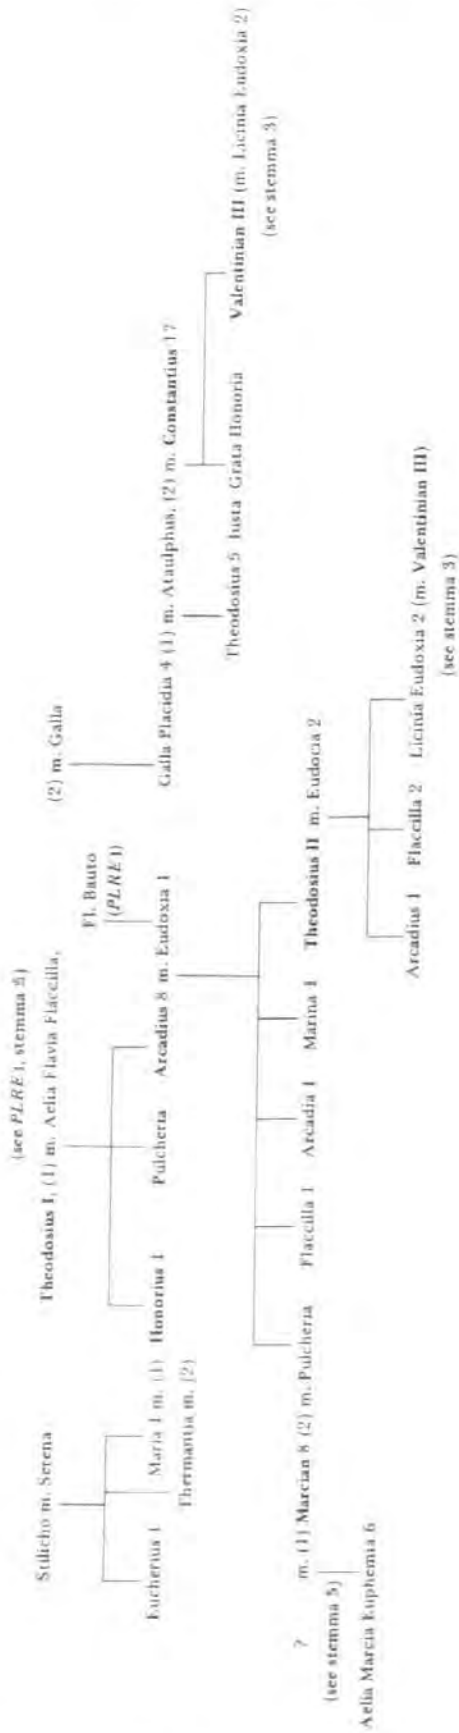 (see PLRE I, stemma 5)
Stilicho m. Serena
Theodosius I, (1) m. Aelia Flavia Flaccilla,
(2) m. Galla
Fl. Bauto
(PLRE I)
Eucherius 1 Maria 1 m. (1) Honorius 1 Pulcheria Arcadius 8 m. Eudoxia 1 Galla Placidia 4 (1) m. Ataulphus, (2) m. Constantius 17
Thermantia m. (2)
Theodosius 5 Iusta Grata Honoria Valentinian III (m. Licinia Eudoxia 2)
(see stemma 3)
? m. (1) Marcian 8 (2) m. Pulcheria Flaccilla 1 Arcadia 1 Marina 1 Theodosius II m. Eudocia 2
(see stemma 5)
Aelia Marcia Euphemia 6
Arcadius 1 Flaccilla 2 Licinia Eudoxia 2 (m. Valentinian III)
(see stemma 3)